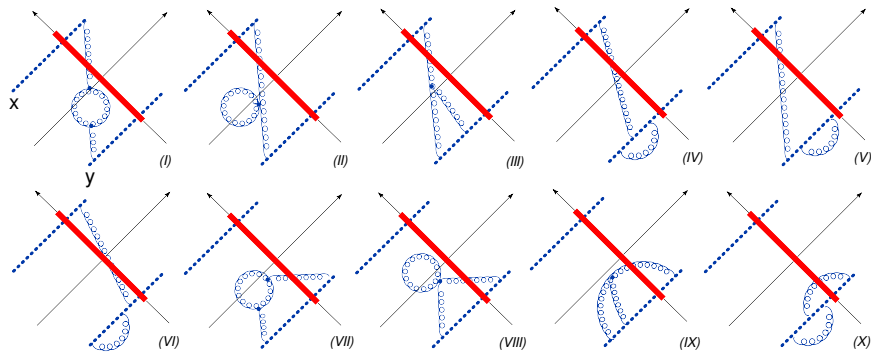 x
y
(I)
(II)
(III)
(IV)
(V)
(VI)
(VII)
(VIII)
(IX)
(X)